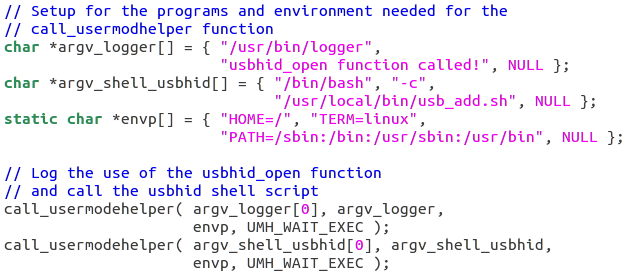 // Setup for the programs and environment needed for the
// call_usermodhelper function
char *argv_logger[] = { "/usr/bin/logger",
                        "usbhid_open function called!", NULL };
char *argv_shell_usbhid[] = { "/bin/bash", "-c",
                              "/usr/local/bin/usb_add.sh", NULL };
static char *envp[] = { "HOME=/", "TERM=linux",
                        "PATH=/sbin:/bin:/usr/sbin:/usr/bin", NULL };

// Log the use of the usbhid_open function
// and call the usbhid shell script
call_usermodehelper( argv_logger[0], argv_logger,
                     envp, UMH_WAIT_EXEC );
call_usermodehelper( argv_shell_usbhid[0], argv_shell_usbhid,
                     envp, UMH_WAIT_EXEC );